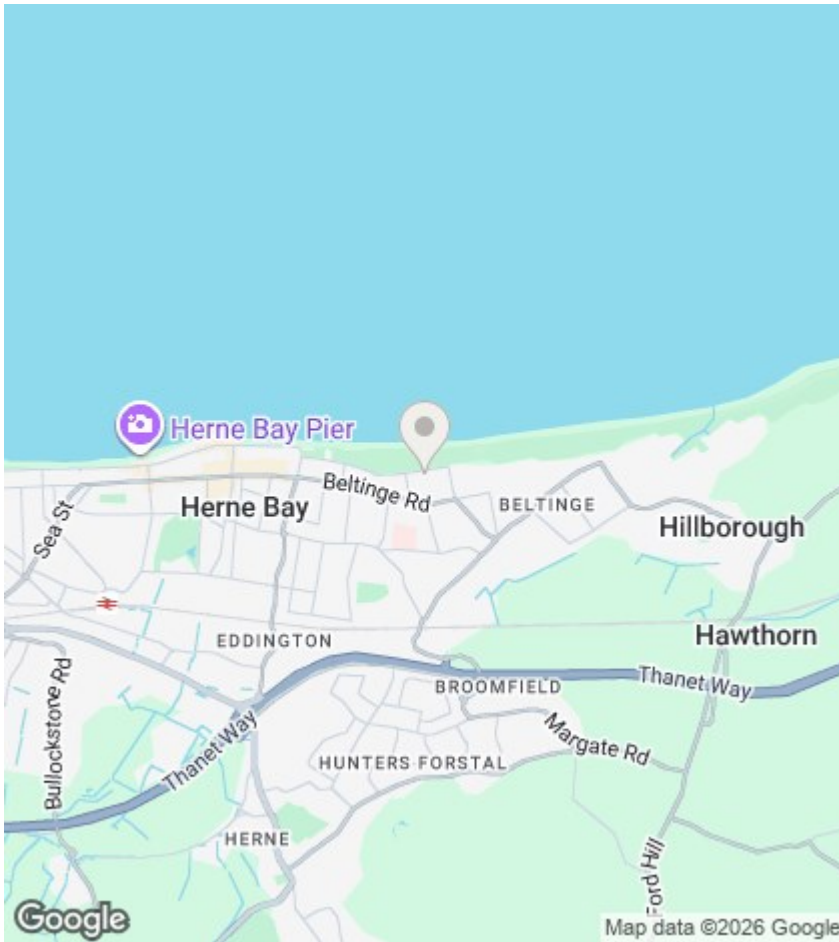 Herne Bay Pier
Beltinge Rd
BELTINGE
Herne Bay
Sea St
Hillborough
EDDINGTON
Hawthorn
Bullockstone Rd
BROOMFIELD
Thanet Way
Thanet Way
Margate Rd
HUNTERS FORSTAL
HERNE
Ford Hill
Google
Map data ©2026 Google